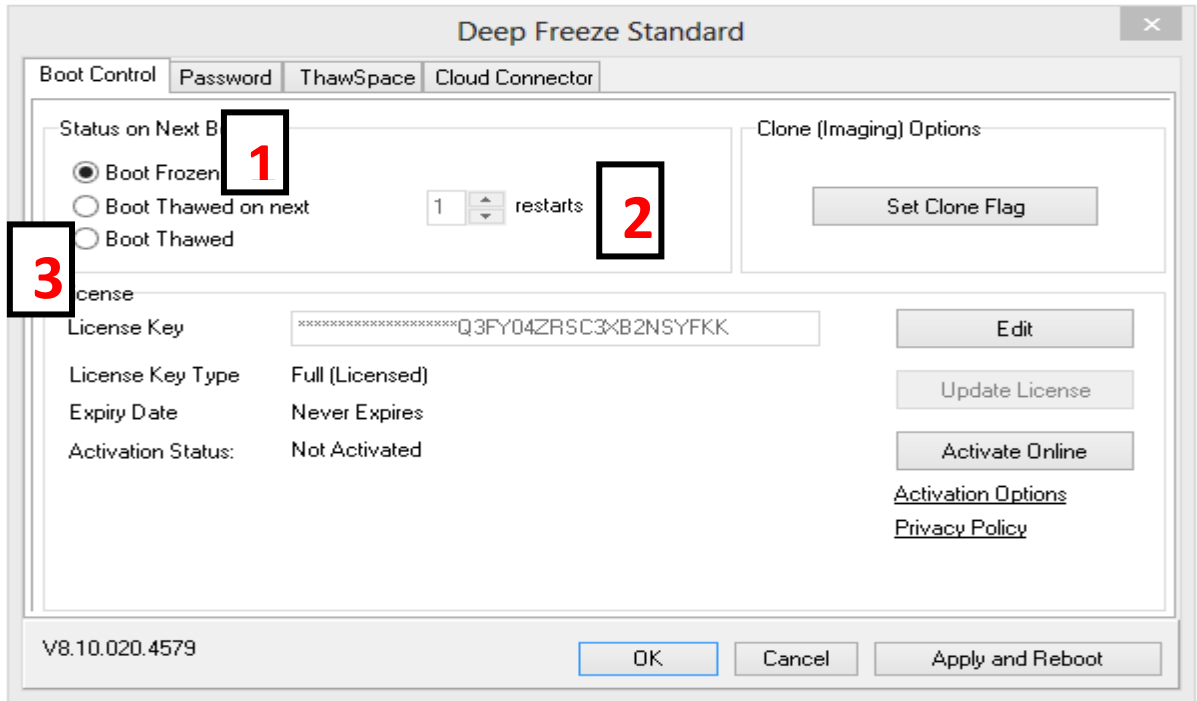 Deep Freeze Standard
Boot Control Password ThawSpace Cloud Connector
Status on Next B
Clone (Imaging) Options
Boot Frozen
1
Boot Thawed on next 1 restarts
2
Set Clone Flag
Boot Thawed
3
cense
License Key ********************Q3FY04ZRSC3XB2NSYFKK Edit
License Key Type Full (Licensed)
Update License
Expiry Date Never Expires
Activation Status: Not Activated Activate Online
Activation Options
Privacy Policy
V8.10.020.4579
OK Cancel Apply and Reboot